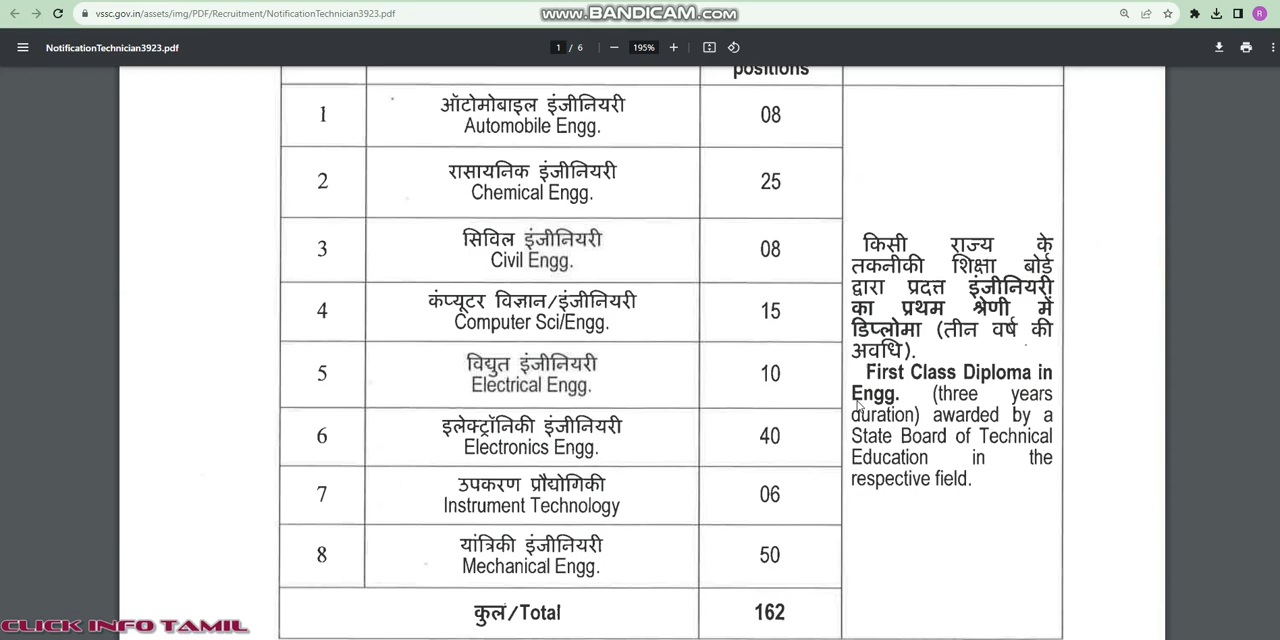 vssc.gov.in/assets/img/PDF/Recruitment/NotificationTechnician3923.pdf
WWW.BANDICAM.COM
R
NotificationTechnician3923.pdf
1 / 6
195%
positions
1
ऑटोमोबाइल इंजीनियरी
Automobile Engg.
08
2
रासायनिक इंजीनियरी
Chemical Engg.
25
3
सिविल इंजीनियरी
Civil Engg.
08
4
कंप्यूटर विज्ञान/इंजीनियरी
Computer Sci/Engg.
15
5
विद्युत इंजीनियरी
Electrical Engg.
10
6
इलेक्ट्रॉनिकी इंजीनियरी
Electronics Engg.
40
7
उपकरण प्रौद्योगिकी
Instrument Technology
06
8
यांत्रिकी इंजीनियरी
Mechanical Engg.
50
कुल/Total
162
किसी राज्य के
तकनीकी शिक्षा बोर्ड
द्वारा प्रदत्त इंजीनियरी
का प्रथम श्रेणी में
डिप्लोमा (तीन वर्ष की
अवधि).
First Class Diploma in
Engg. (three years
duration) awarded by a
State Board of Technical
Education in the
respective field.
CLICK INFO TAMIL